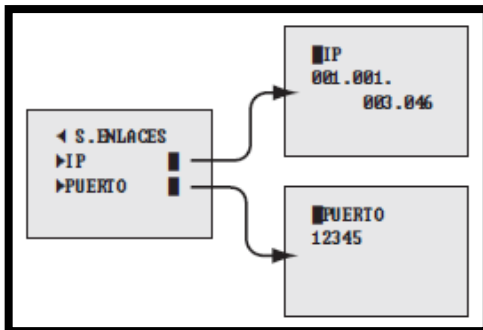 ◄ S.ENLACES
►IP
►PUERTO
IP
001.001.
003.046
PUERTO
12345